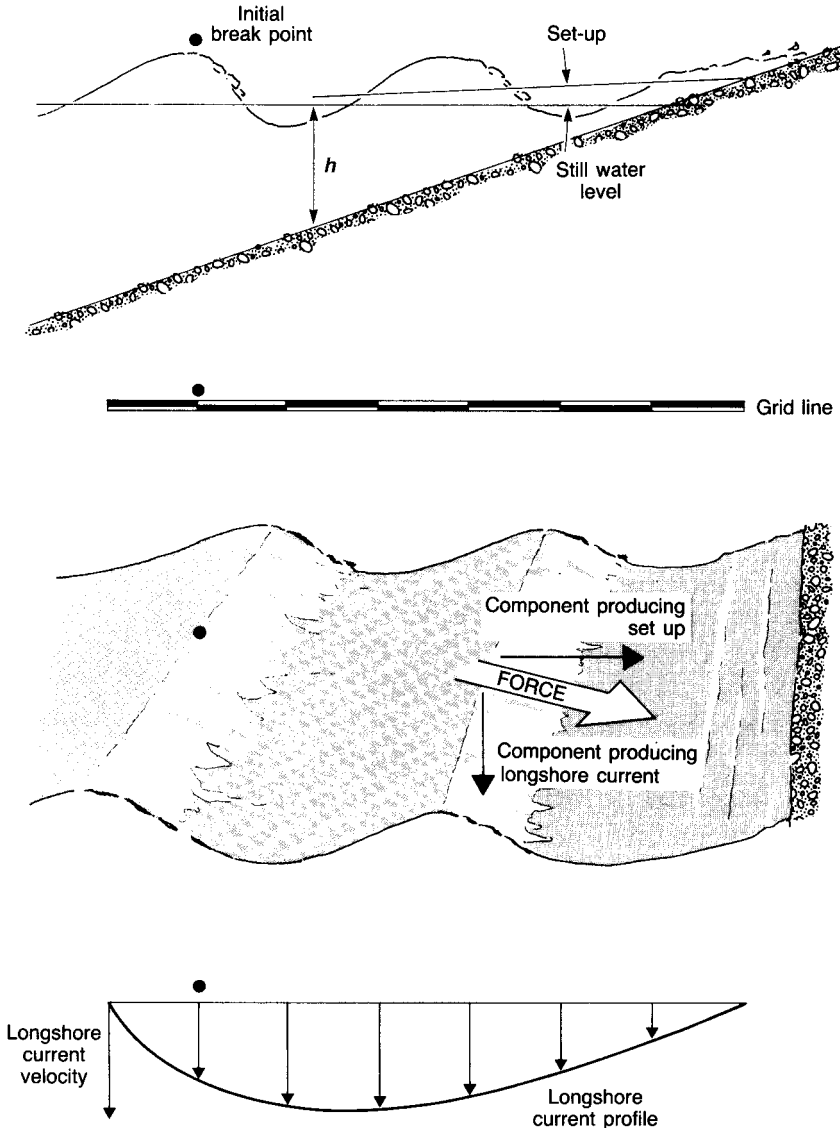 Initial
break point
Set-up
h
Still water
level
Grid line
Component producing
set up
FORCE
Component producing
longshore current
Longshore
current
velocity
Longshore
current profile